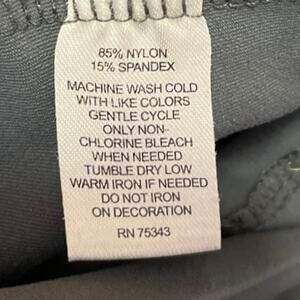 85% NYLON
15% SPANDEX
MACHINE WASH COLD
WITH LIKE COLORS
GENTLE CYCLE
ONLY NON-
CHLORINE BLEACH
WHEN NEEDED
TUMBLE DRY LOW
WARM IRON IF NEEDED
DO NOT IRON
ON DECORATION
RN 75343